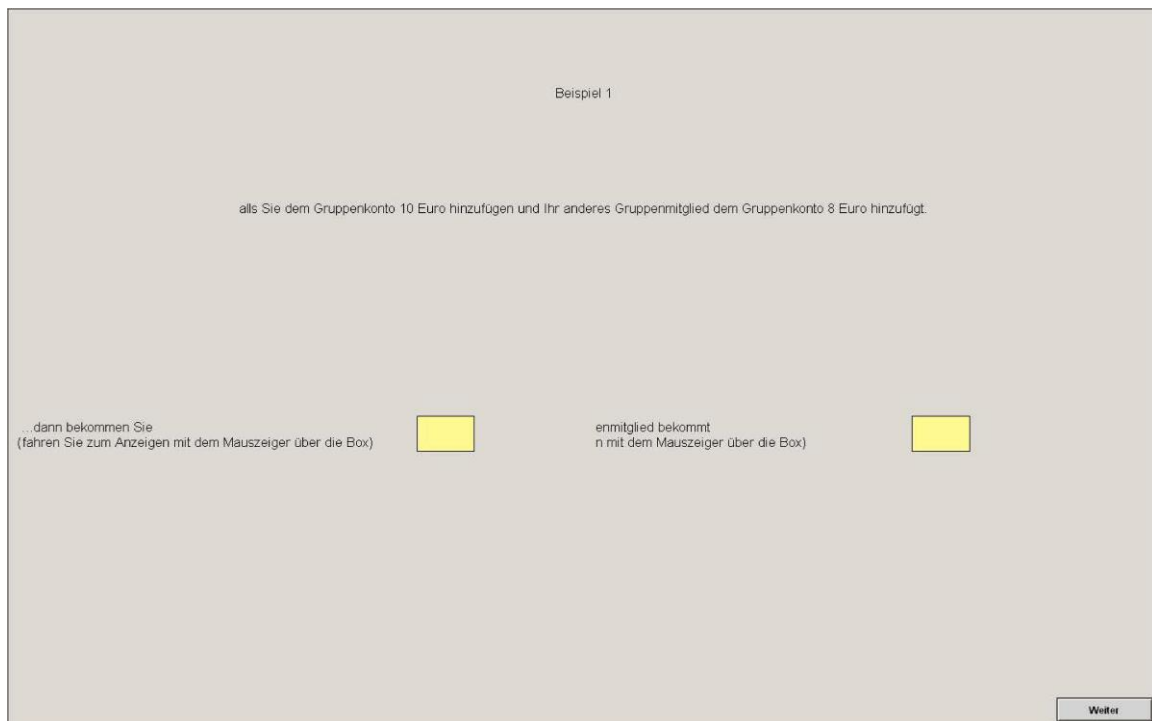 Beispiel 1
alls Sie dem Gruppenkonto 10 Euro hinzufügen und Ihr anderes Gruppenmitglied dem Gruppenkonto 8 Euro hinzufügt.
...dann bekommen Sie
(fahren Sie zum Anzeigen mit dem Mauszeiger über die Box)
enmitglied bekommt
n mit dem Mauszeiger über die Box)
Weiter